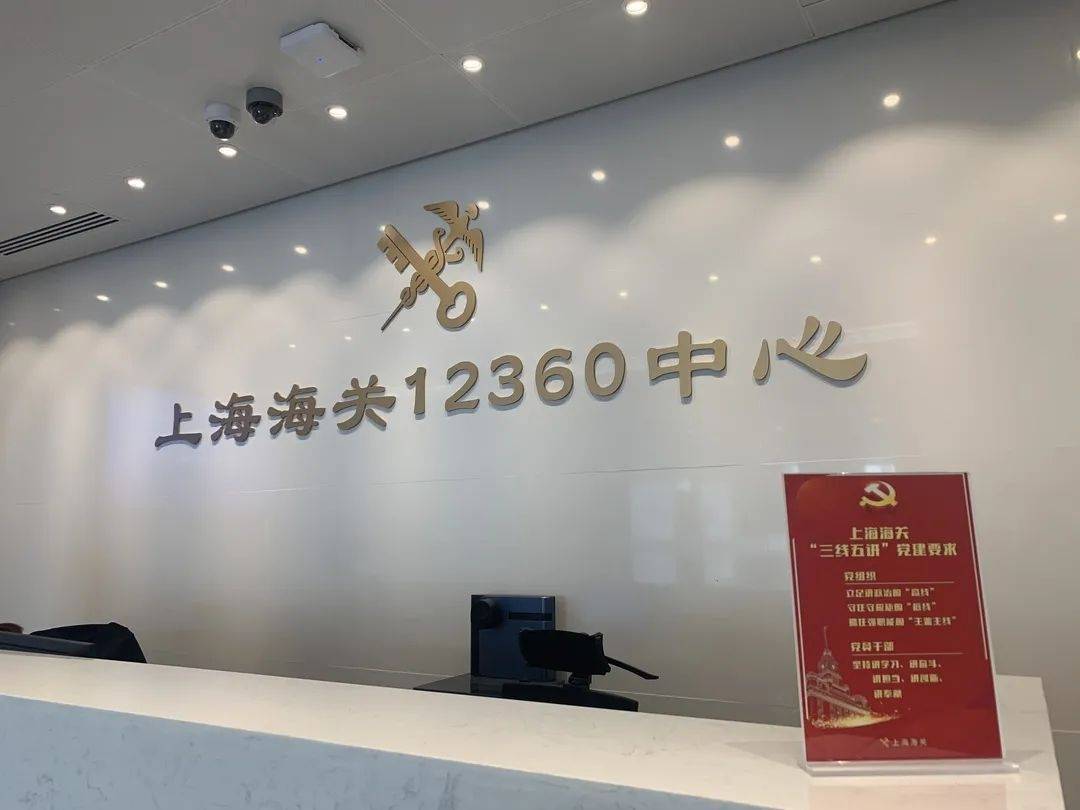 上海海关12360中心
上海海关
“三线五讲”党建要求
党组织
立足讲政治的“高线”
守住守规矩的“底线”
抓住强职能的“主责主线”
党员干部
坚持讲学习、讲奋斗、
讲担当、讲创新、
讲奉献
上海海关